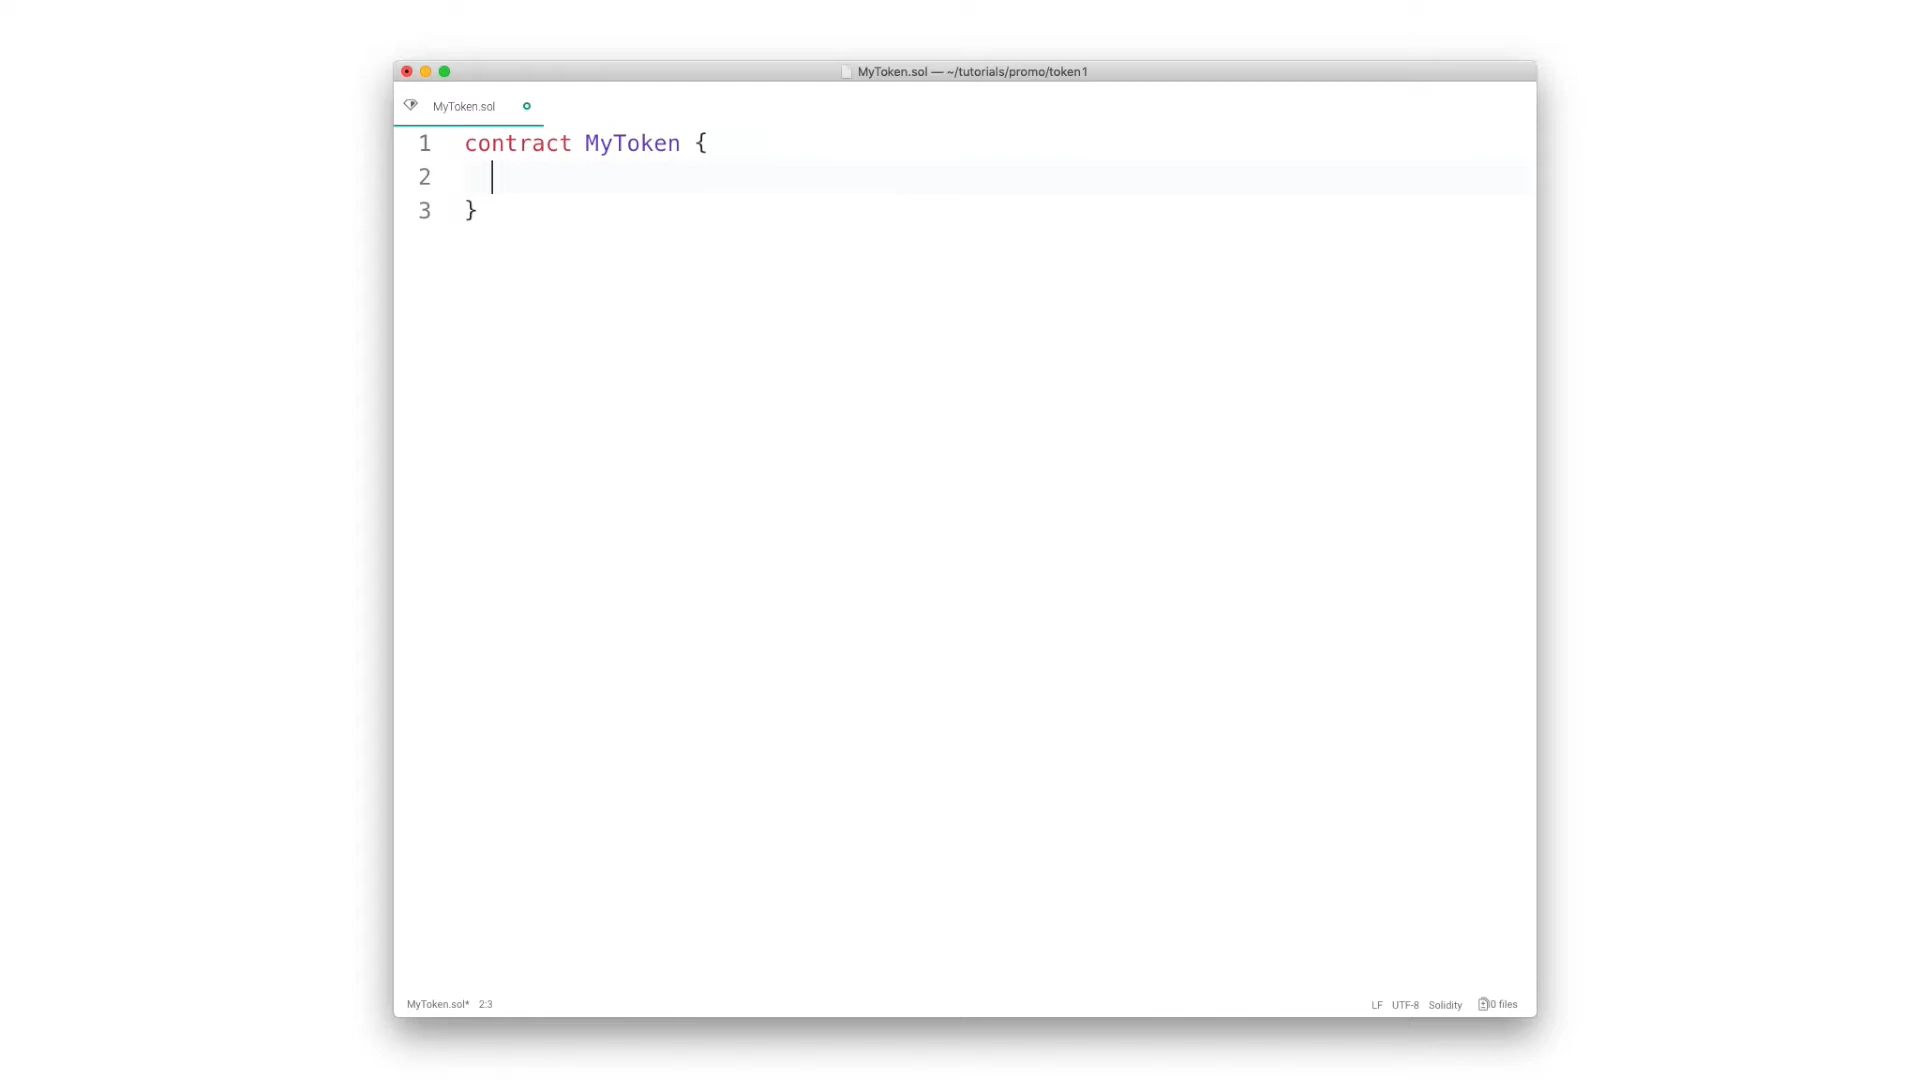 MyToken.sol — ~/tutorials/promo/token1
MyToken.sol
1 contract MyToken {
2
3 }
MyToken.sol* 2:3
LF UTF-8 Solidity 0 files